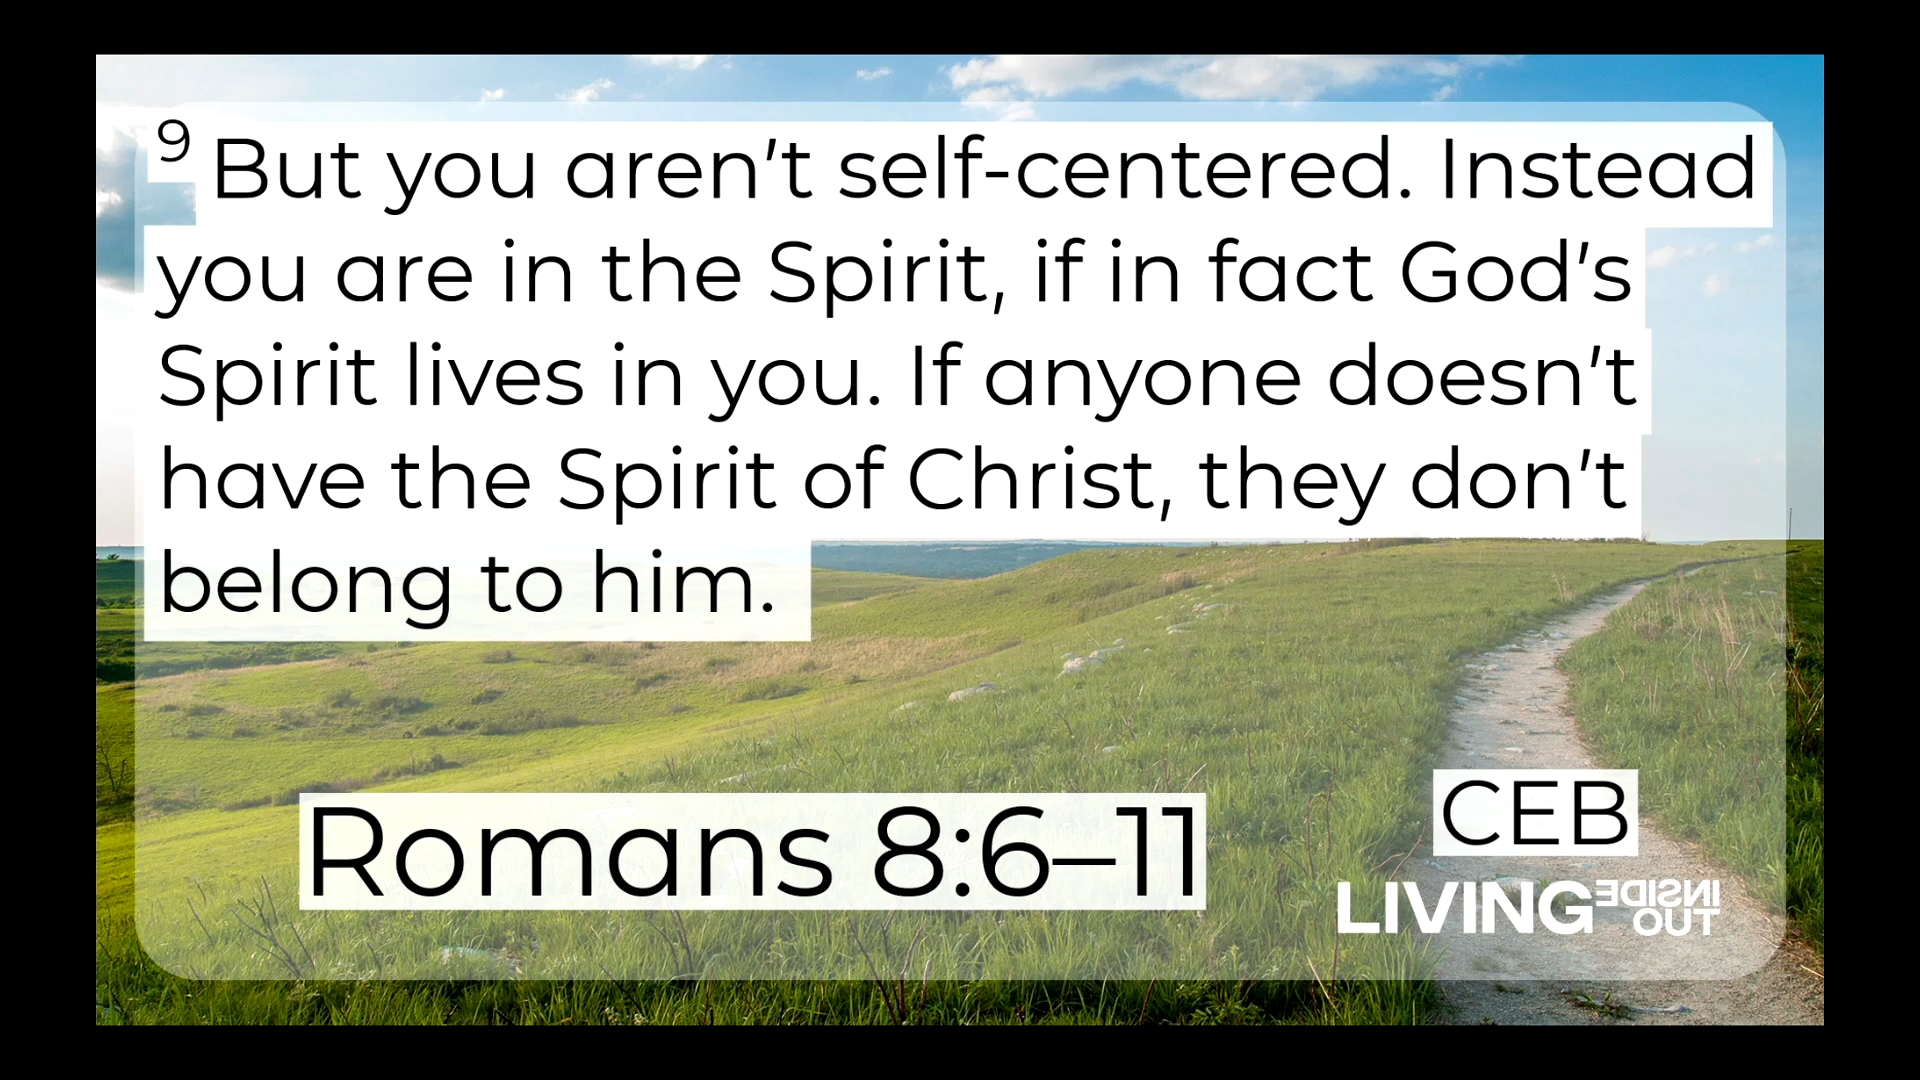 9 But you aren’t self-centered. Instead
you are in the Spirit, if in fact God’s
Spirit lives in you. If anyone doesn’t
have the Spirit of Christ, they don’t
belong to him.
Romans 8:6–11
CEB
LIVING INSIDE
OUT